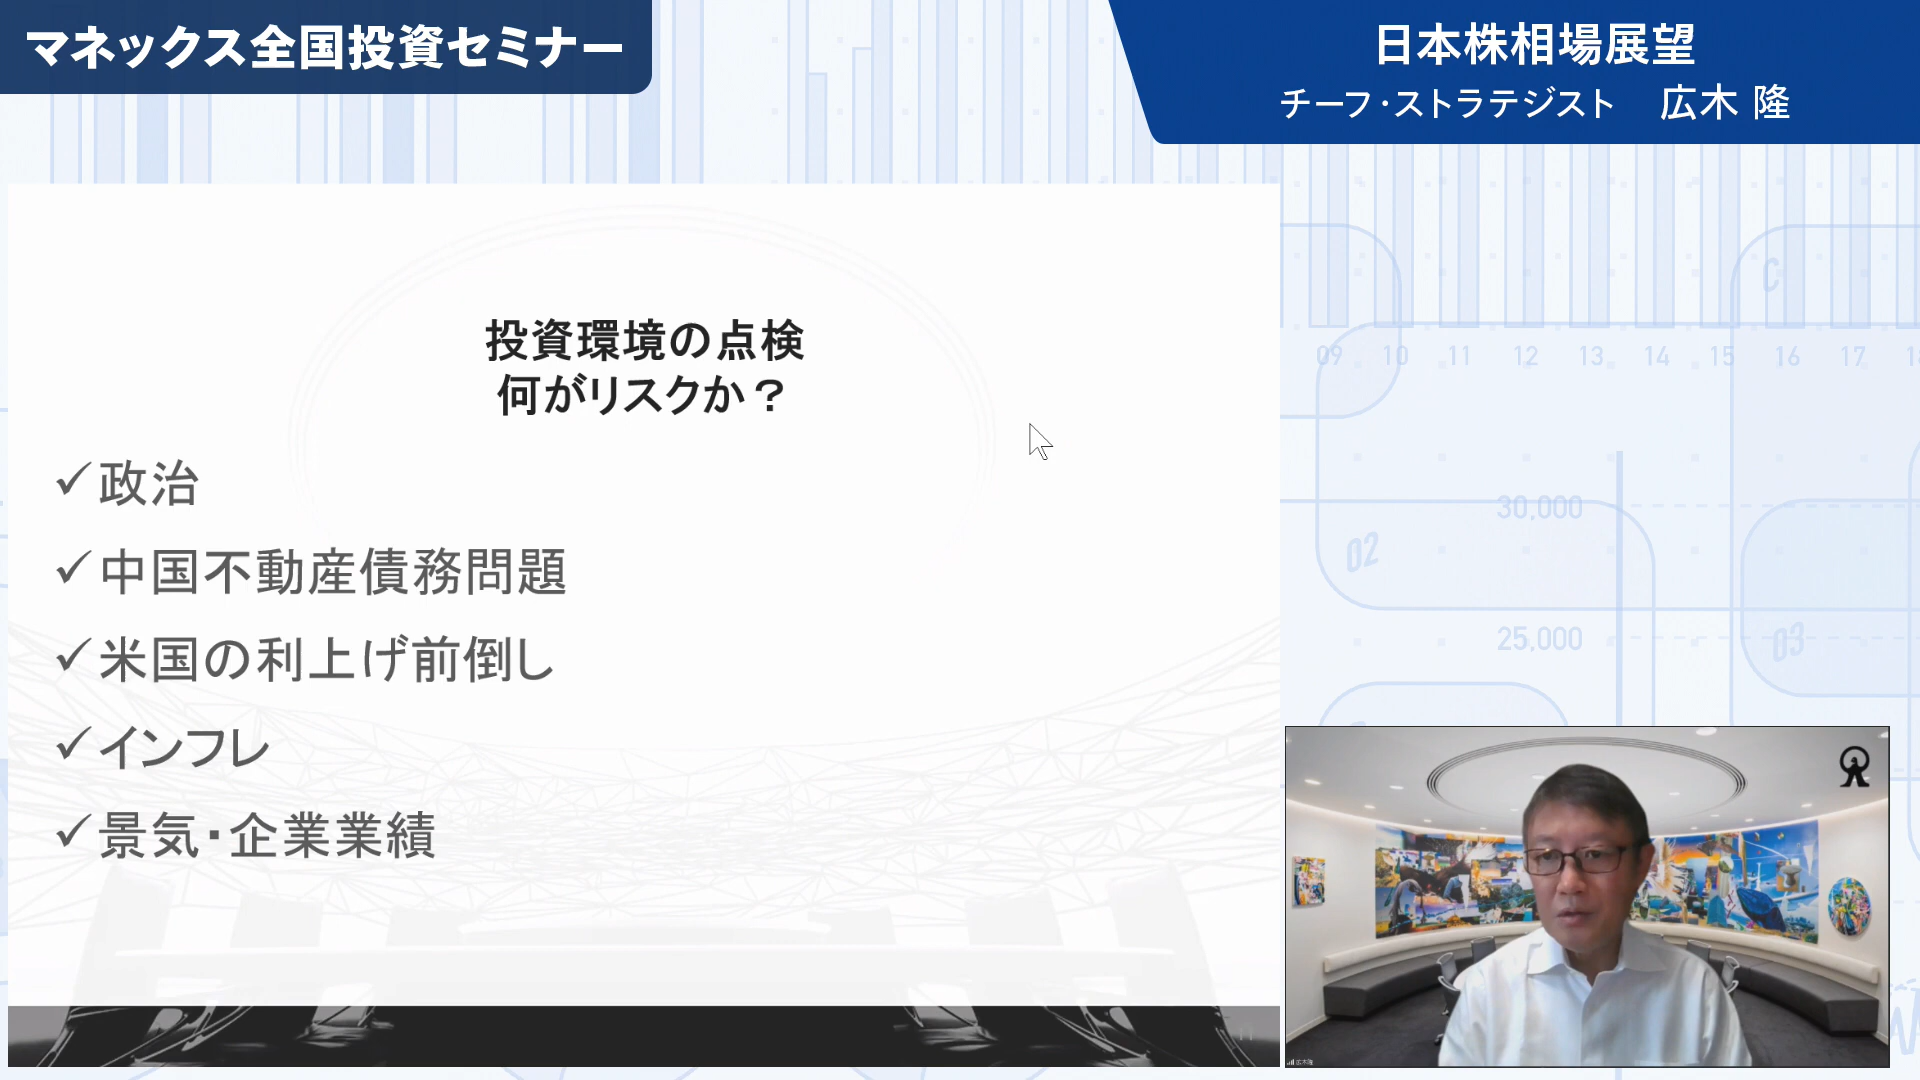 マネックス全国投資セミナー
日本株相場展望
チーフ・ストラテジスト 広木 隆
投資環境の点検
何がリスクか？
✓政治
✓中国不動産債務問題
✓米国の利上げ前倒し
✓インフレ
✓景気・企業業績
09 10 11 12 13 14 15 16 17
C
30,000
02
25,000
03
広木隆
11